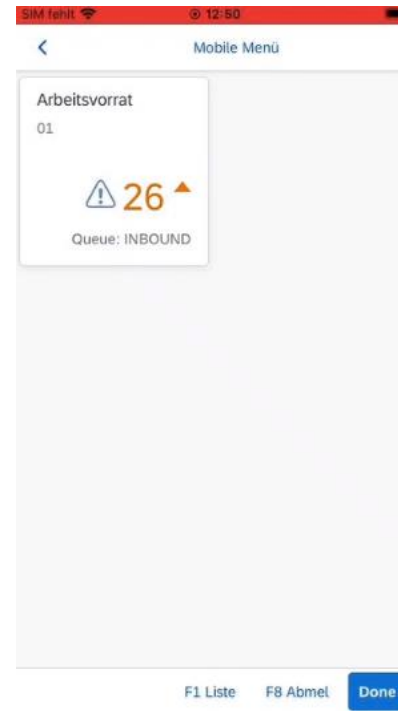 SIM fehlt 12:50
Mobile Menü
Arbeitsvorrat
01
26
Queue: INBOUND
F1 Liste F8 Abmel Done